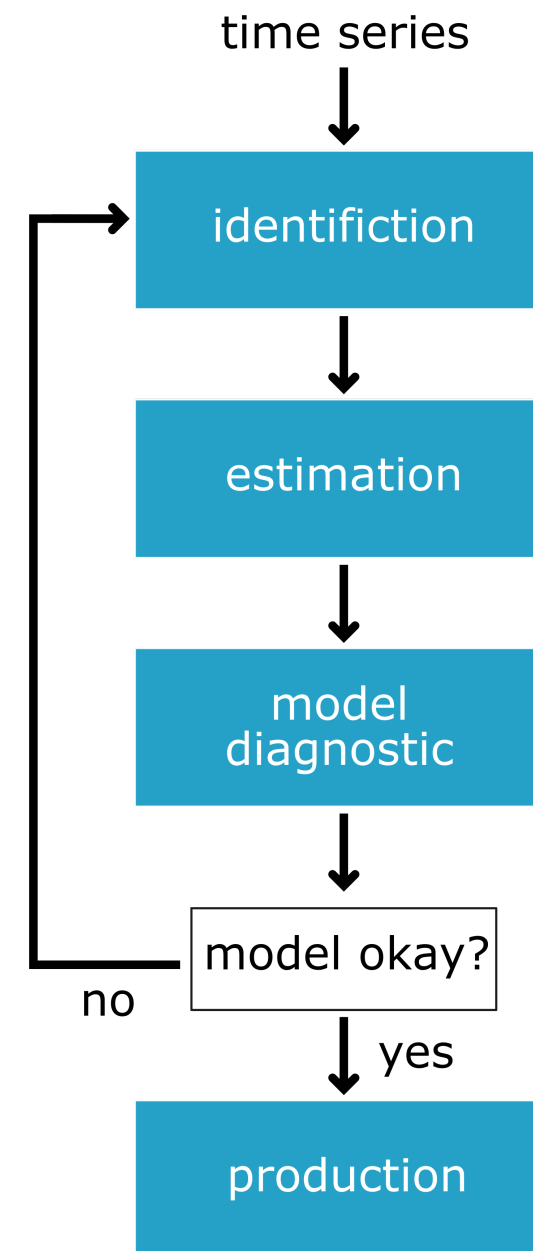 time series
identifiction
estimation
model
diagnostic
model okay?
no
yes
production